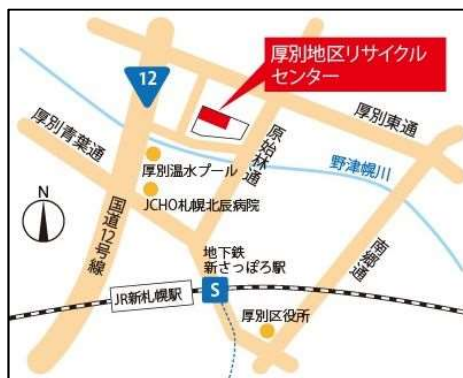 12
厚別地区リサイクル
センター
厚別青葉通
原始林通
厚別東通
厚別温水プール
野津幌川
JCHO札幌北辰病院
N
国道12号線
地下鉄
新さっぽろ駅
南郷通
JR新札幌駅
S
厚別区役所